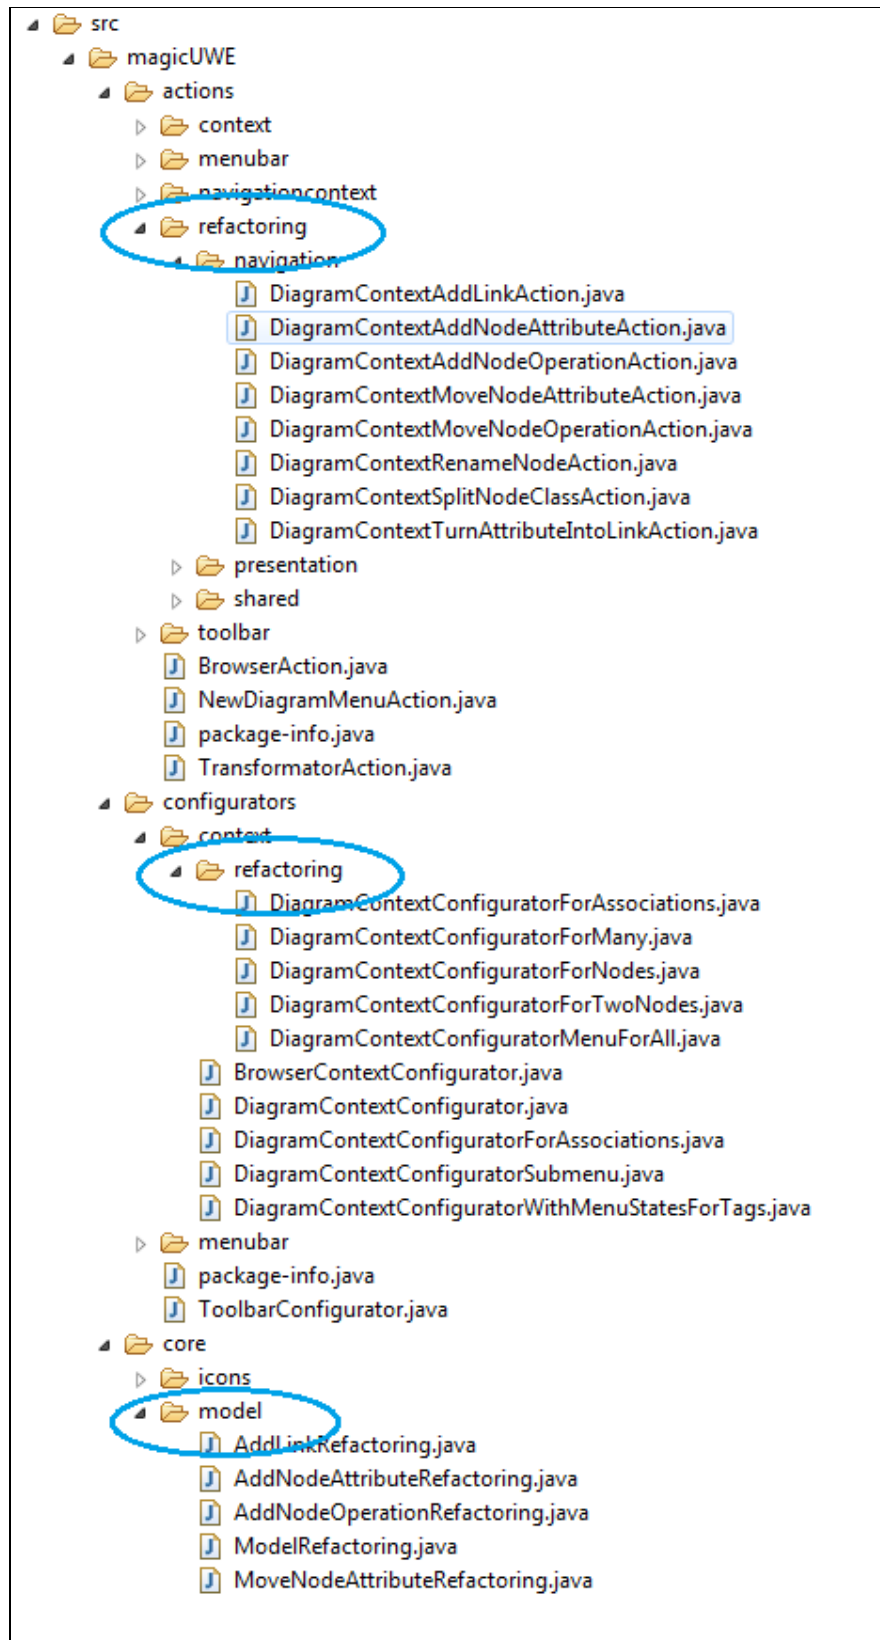 src
magicUWE
actions
context
menubar
navigationcontext
refactoring
navigation
DiagramContextAddLinkAction.java
DiagramContextAddNodeAttributeAction.java
DiagramContextAddNodeOperationAction.java
DiagramContextMoveNodeAttributeAction.java
DiagramContextMoveNodeOperationAction.java
DiagramContextRenameNodeAction.java
DiagramContextSplitNodeClassAction.java
DiagramContextTurnAttributeIntoLinkAction.java
presentation
shared
toolbar
BrowserAction.java
NewDiagramMenuAction.java
package-info.java
TransformatorAction.java
configurators
context
refactoring
DiagramContextConfiguratorForAssociations.java
DiagramContextConfiguratorForMany.java
DiagramContextConfiguratorForNodes.java
DiagramContextConfiguratorForTwoNodes.java
DiagramContextConfiguratorMenuForAll.java
BrowserContextConfigurator.java
DiagramContextConfigurator.java
DiagramContextConfiguratorForAssociations.java
DiagramContextConfiguratorSubmenu.java
DiagramContextConfiguratorWithMenuStatesForTags.java
menubar
package-info.java
ToolbarConfigurator.java
core
icons
model
AddLinkRefactoring.java
AddNodeAttributeRefactoring.java
AddNodeOperationRefactoring.java
ModelRefactoring.java
MoveNodeAttributeRefactoring.java